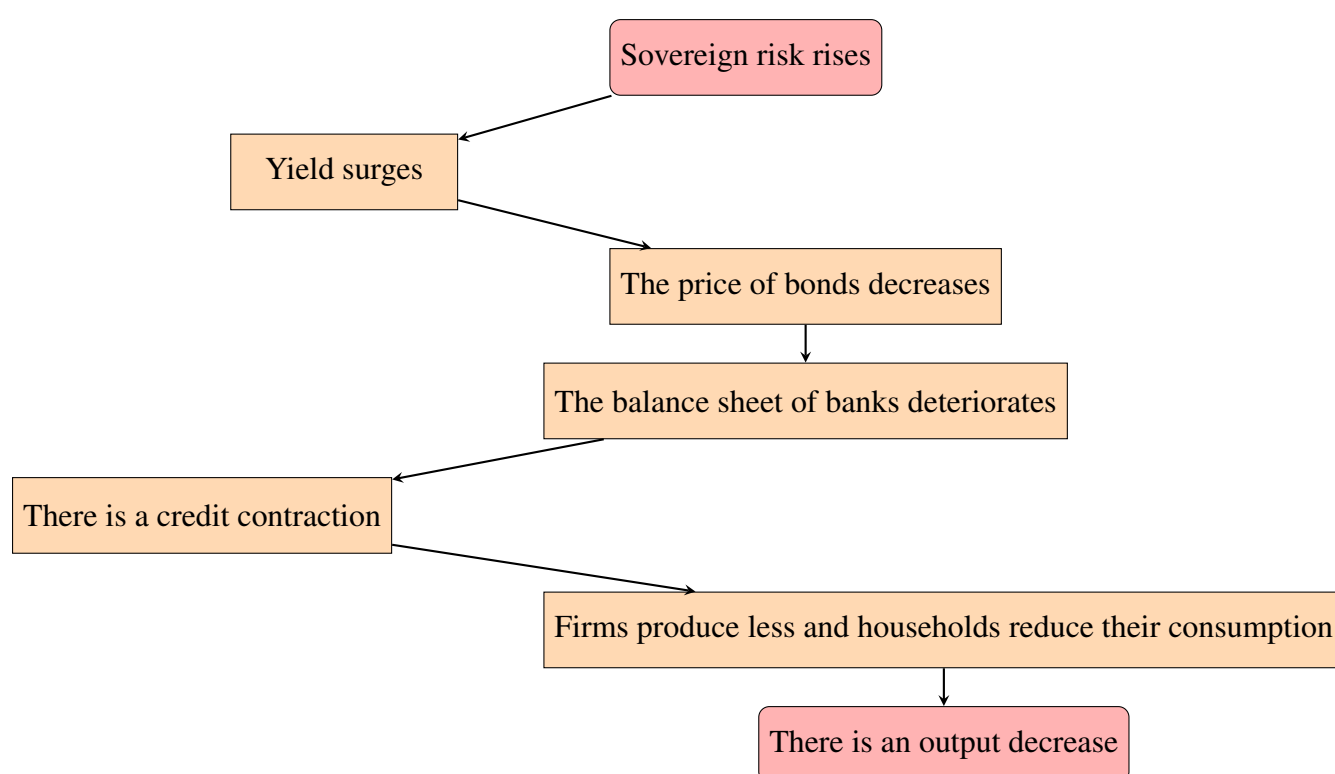 Sovereign risk rises
Yield surges
The price of bonds decreases
The balance sheet of banks deteriorates
There is a credit contraction
Firms produce less and households reduce their consumption
There is an output decrease